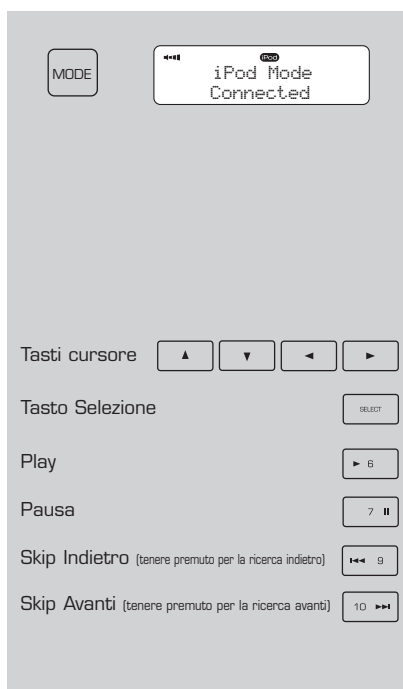 MODE
iPod
iPod Mode
Connected
Tasti cursore
Tasto Selezione
SELECT
Play
6
Pausa
7
Skip Indietro (tenere premuto per la ricerca indietro)
9
Skip Avanti (tenere premuto per la ricerca avanti)
10